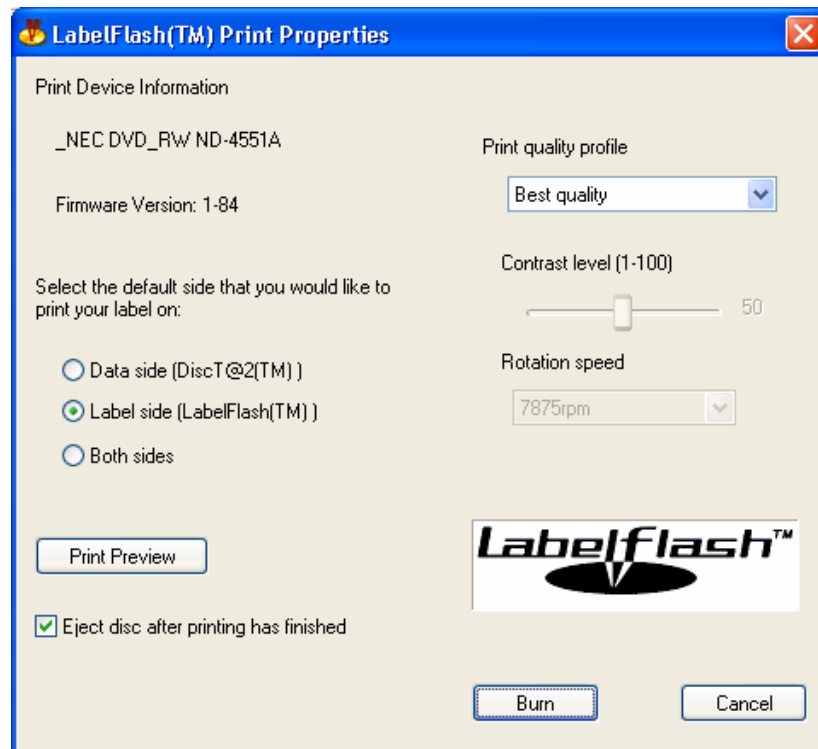 LabelFlash(TM) Print Properties
Print Device Information
_NEC DVD_RW ND-4551A
Firmware Version: 1-84
Select the default side that you would like to
print your label on:
Data side (DiscT@2(TM) )
Label side (LabelFlash(TM) )
Both sides
Print Preview
Eject disc after printing has finished
Print quality profile
Best quality
Contrast level (1-100)
50
Rotation speed
7875rpm
Labelflash™
Burn
Cancel